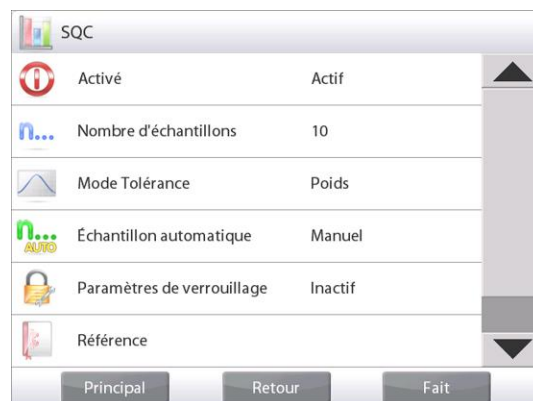 SQC
Activé Actif
n... Nombre d'échantillons 10
Mode Tolérance Poids
n... AUTO Échantillon automatique Manuel
Paramètres de verrouillage Inactif
Référence
Principal Retour Fait